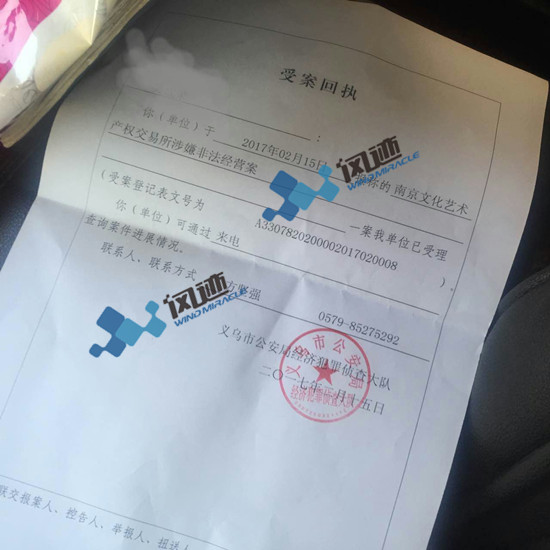 受案回执
：
你（单位）于 2017年02月15日 你的 南京文化艺术
产权交易所涉嫌非法经营案 一案我单位已受理
（受案登记表文号为 A3307820200002017020008 ）。
你（单位）可通过 来电
查询案件进展情况。
联系人、联系方式 坚强 0579-85275292
义乌市公安局经济犯罪侦查大队
二〇一七年二月十五日
义乌市公安局
经济犯罪侦查大队
联交报案人、控告人、举报人、扭送人
风迹
WIND MIRACLE
风迹
WIND MIRACLE